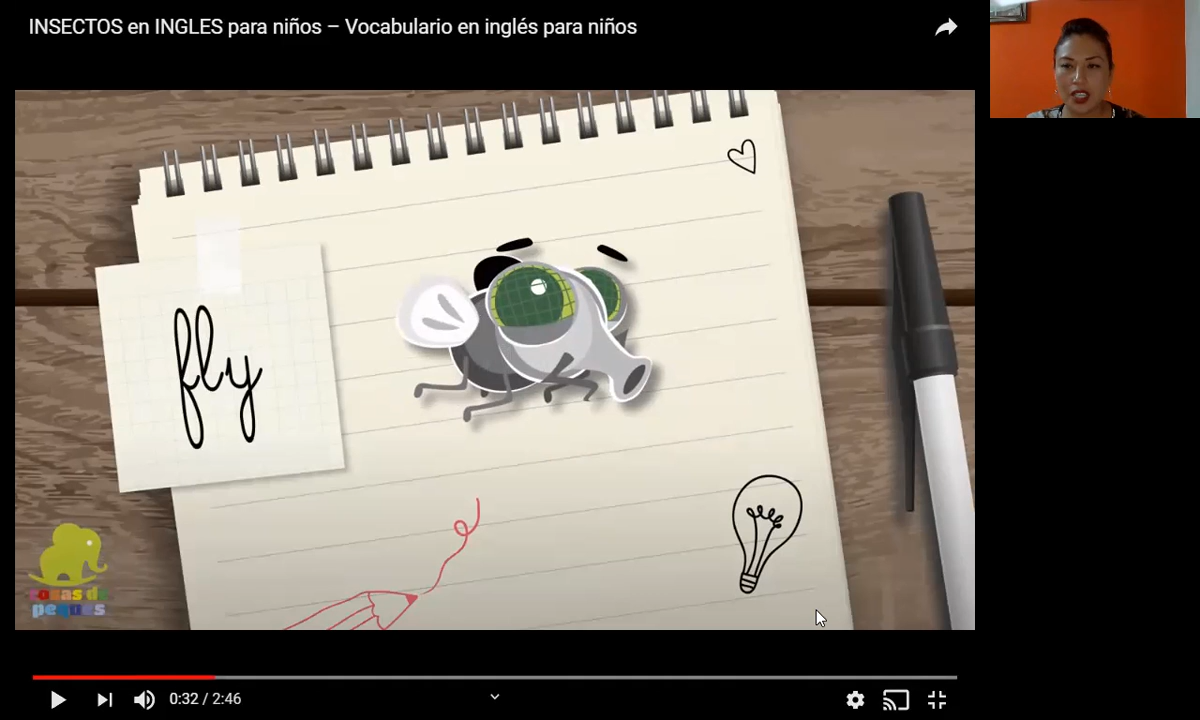 INSECTOS en INGLES para niños – Vocabulario en inglés para niños
fly
cosas de
peques
0:32 / 2:46